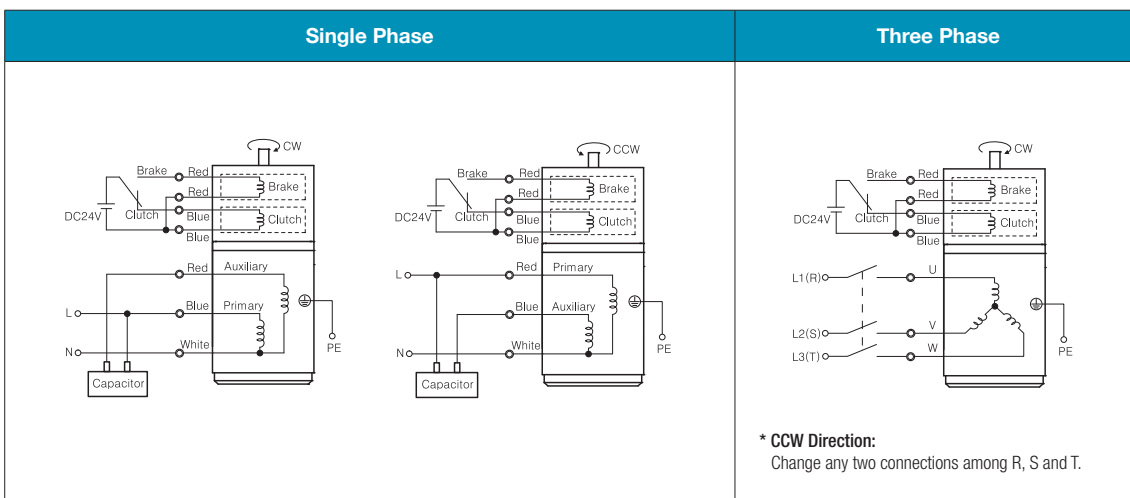 Single Phase
Three Phase
CW
Brake
Red
Red
Brake
DC24V
Clutch
Blue
Clutch
Blue
Red
Auxiliary
L
Blue
Primary
N
White
PE
Capacitor
CCW
Brake
Red
Red
Brake
DC24V
Clutch
Blue
Clutch
Blue
L
Red
Primary
Blue
Auxiliary
N
White
PE
Capacitor
CW
Brake
Red
Red
Brake
DC24V
Clutch
Blue
Clutch
Blue
L1(R)
U
L2(S)
V
L3(T)
W
PE
* CCW Direction:
Change any two connections among R, S and T.